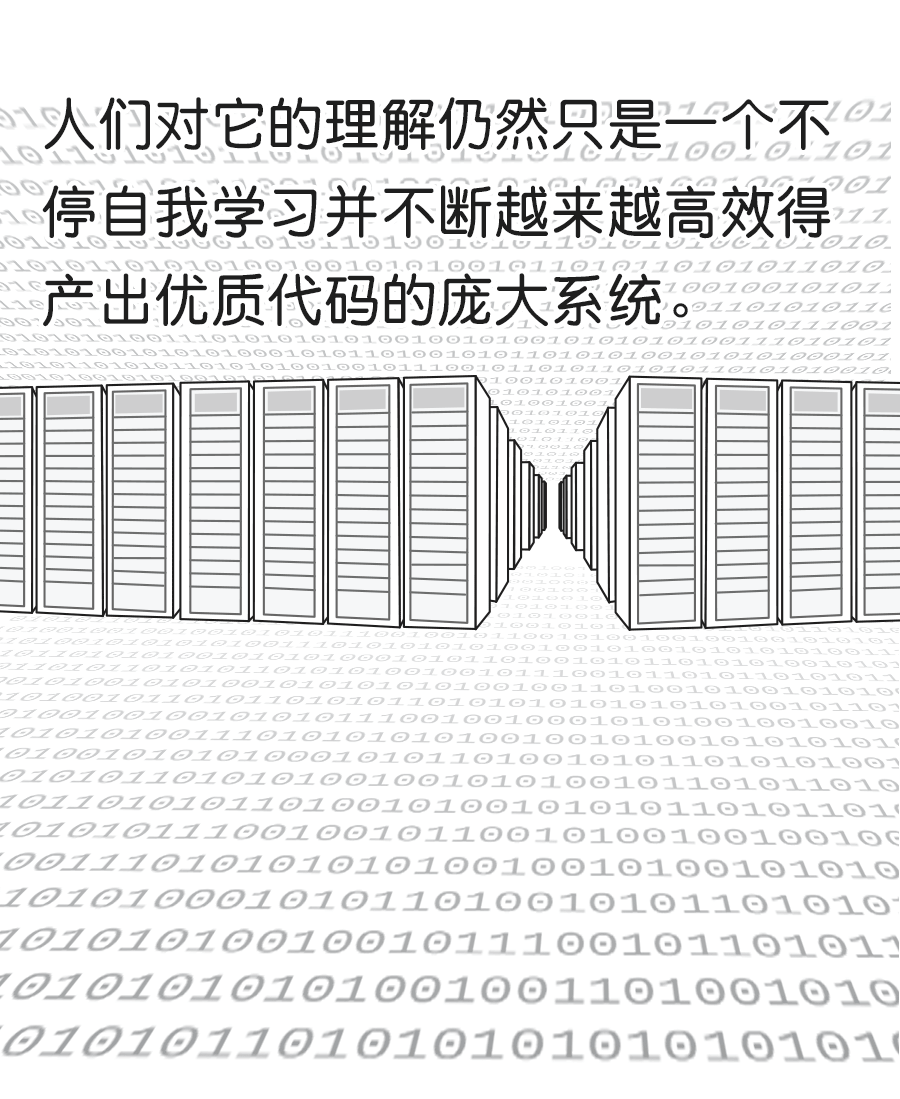 人们对它的理解仍然只是一个不
停自我学习并不断越来越高效得
产出优质代码的庞大系统。